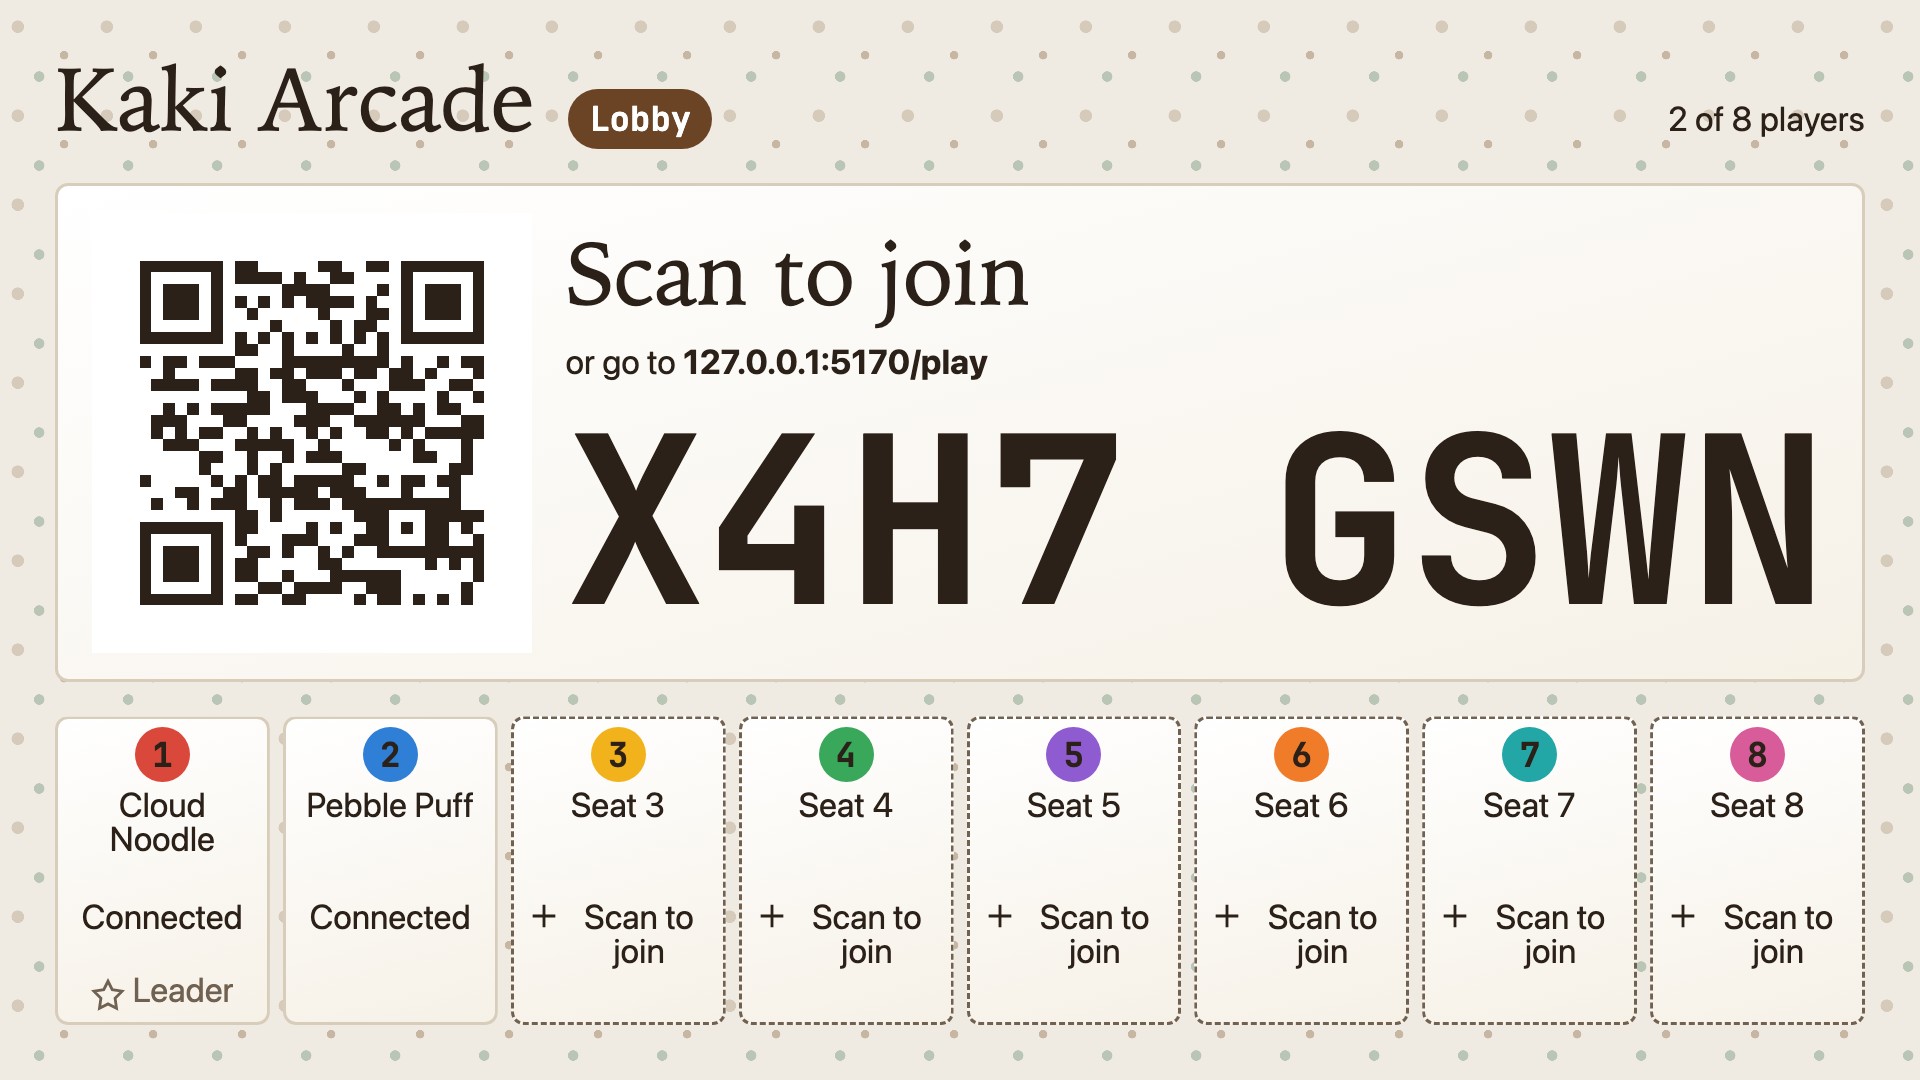 Kaki Arcade
Lobby
2 of 8 players
Scan to join
or go to 127.0.0.1:5170/play
X4H7 GSWN
1
Cloud
Noodle
Connected
Leader
2
Pebble Puff
Connected
3
Seat 3
+ Scan to
join
4
Seat 4
+ Scan to
join
5
Seat 5
+ Scan to
join
6
Seat 6
+ Scan to
join
7
Seat 7
+ Scan to
join
8
Seat 8
+ Scan to
join